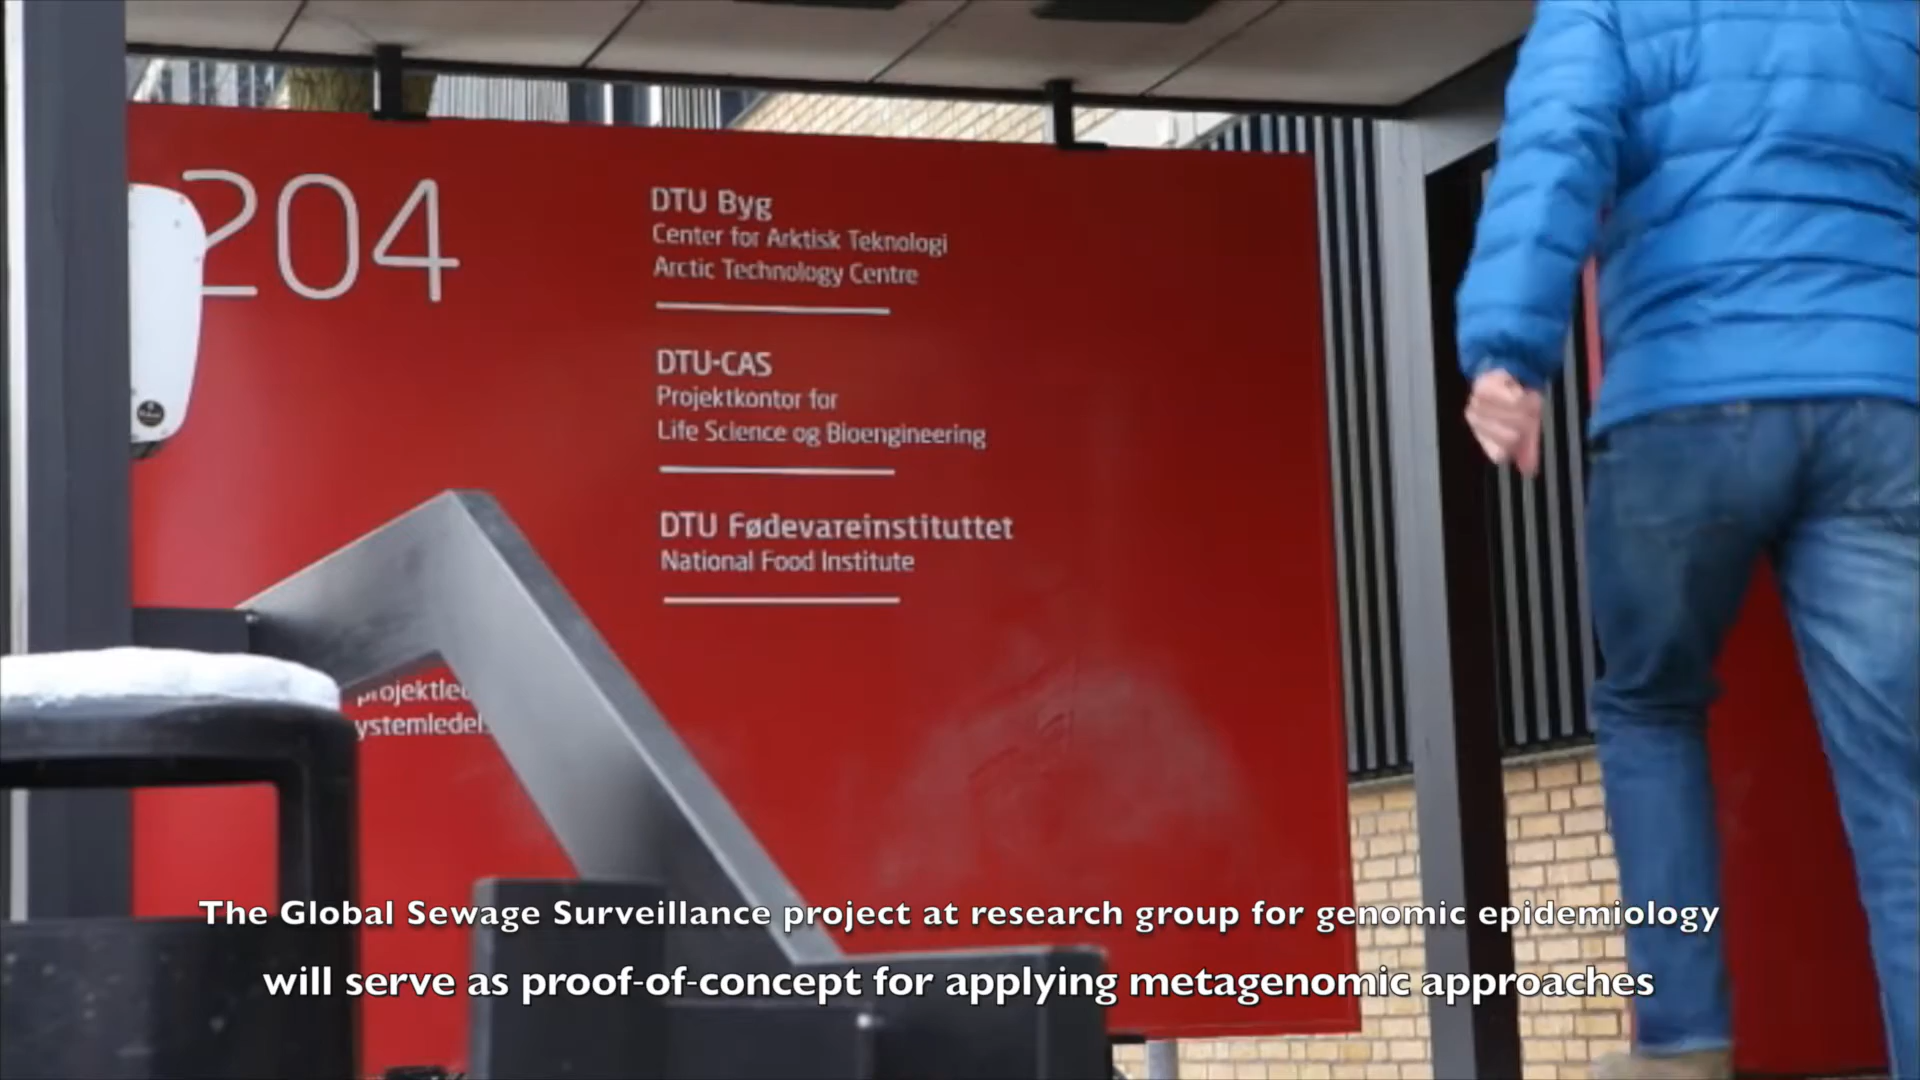 204
DTU Byg
Center for Arktisk Teknologi
Arctic Technology Centre
DTU-CAS
Projektkontor for
Life Science og Bioengineering
DTU Fødevareinstituttet
National Food Institute
The Global Sewage Surveillance project at research group for genomic epidemiology
will serve as proof-of-concept for applying metagenomic approaches